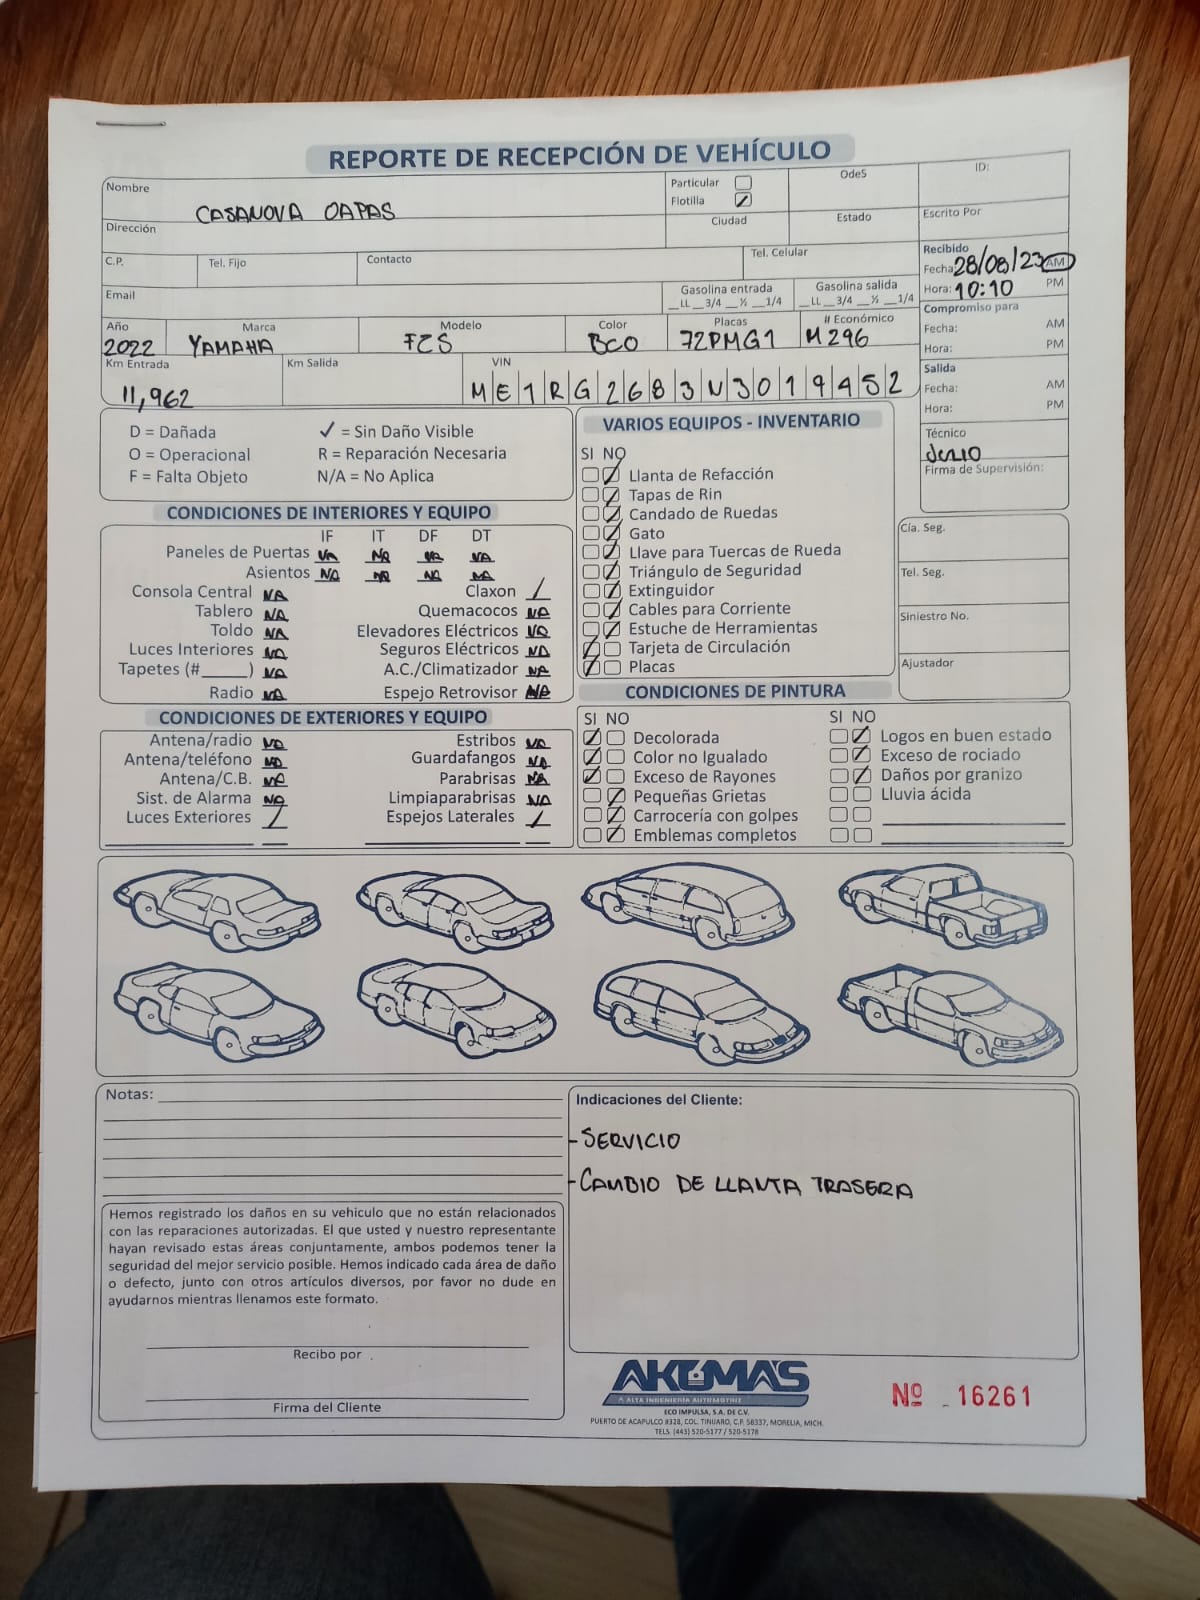 REPORTE DE RECEPCIÓN DE VEHÍCULO
Nombre
CASANOVA OAPAS
Particular
Flotilla
OdeS
ID:
Dirección
Ciudad
Estado
Escrito Por
C.P.
Tel. Fijo
Contacto
Tel. Celular
Recibido
Fecha: 28/08/23 AM
Hora: 10:10 PM
Email
Gasolina entrada
__LL __3/4 __½ __1/4
Gasolina salida
__LL __3/4 __½ __1/4
Compromiso para
Fecha: AM
Hora: PM
Año
2022
Marca
YAMAHA
Modelo
FZS
Color
BCO
Placas
72PMG1
# Económico
M296
Km Entrada
11,962
Km Salida
VIN
ME1RG2683N3019452
Salida
Fecha: AM
Hora: PM
Técnico
JULIO
Firma de Supervisión:
D = Dañada ✓ = Sin Daño Visible
O = Operacional R = Reparación Necesaria
F = Falta Objeto N/A = No Aplica
CONDICIONES DE INTERIORES Y EQUIPO
IF IT DF DT
Paneles de Puertas NA NA NA NA
Asientos NA NA NA NA
Consola Central NA Claxon /
Tablero NA Quemacocos NA
Toldo NA Elevadores Eléctricos NA
Luces Interiores NA Seguros Eléctricos NA
Tapetes (#_____) NA A.C./Climatizador NA
Radio NA Espejo Retrovisor NA
CONDICIONES DE EXTERIORES Y EQUIPO
Antena/radio NA Estribos NA
Antena/teléfono NA Guardafangos NA
Antena/C.B. NA Parabrisas NA
Sist. de Alarma NA Limpiaparabrisas NA
Luces Exteriores / Espejos Laterales /
VARIOS EQUIPOS - INVENTARIO
SI NO
Llanta de Refacción
Tapas de Rin
Candado de Ruedas
Gato
Llave para Tuercas de Rueda
Triángulo de Seguridad
Extinguidor
Cables para Corriente
Estuche de Herramientas
Tarjeta de Circulación
Placas
Cía. Seg.
Tel. Seg.
Siniestro No.
Ajustador
CONDICIONES DE PINTURA
SI NO SI NO
Decolorada Logos en buen estado
Color no Igualado Exceso de rociado
Exceso de Rayones Daños por granizo
Pequeñas Grietas Lluvia ácida
Carrocería con golpes
Emblemas completos
Notas:
Indicaciones del Cliente:
- SERVICIO
- CAMBIO DE LLANTA TRASERA
Hemos registrado los daños en su vehiculo que no están relacionados
con las reparaciones autorizadas. El que usted y nuestro representante
hayan revisado estas áreas conjuntamente, ambos podemos tener la
seguridad del mejor servicio posible. Hemos indicado cada área de daño
o defecto, junto con otros artículos diversos, por favor no dude en
ayudarnos mientras llenamos este formato.
Recibo por
Firma del Cliente
AKUMA'S
ALTA INGENIERÍA AUTOMOTRIZ
ECO IMPULSA, S.A. DE C.V.
PUERTO DE ACAPULCO #328, COL. TINIJARO, C.P. 58337, MORELIA, MICH.
TELS. (443) 520-5177 / 520-5178
Nº 16261